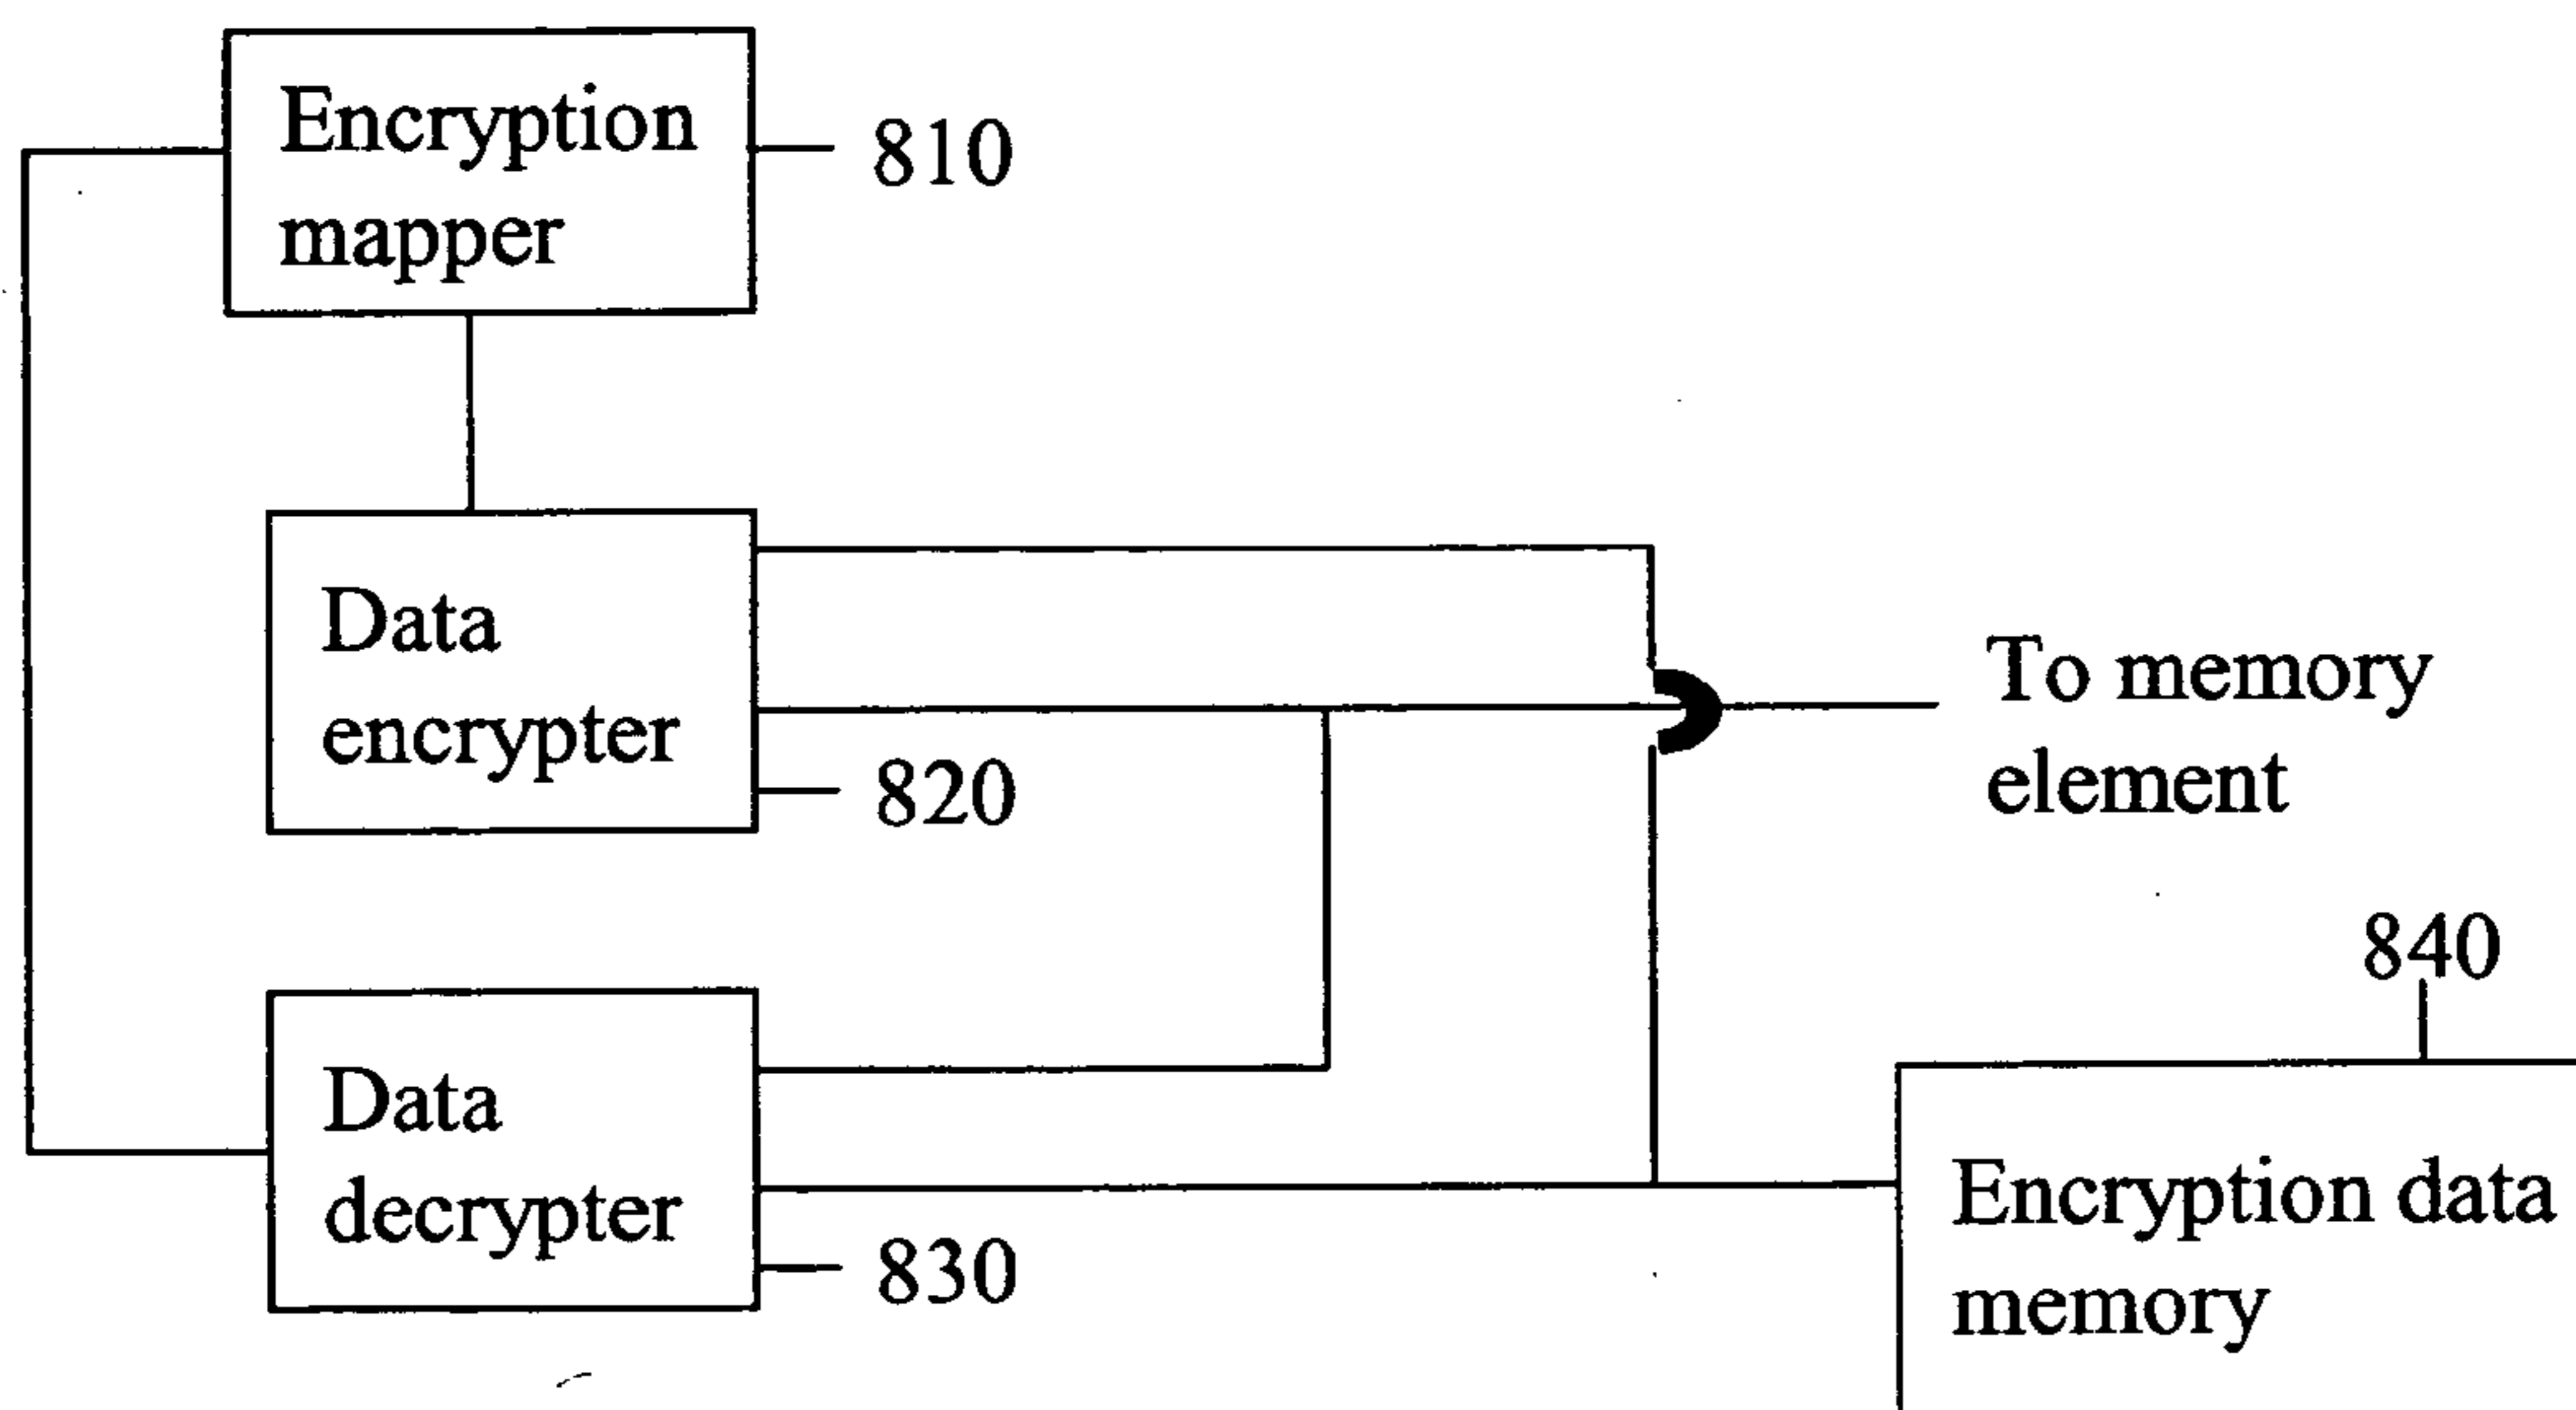 Encryption
mapper
810
Data
encrypter
820
To memory
element
840
Data
decrypter
830
Encryption data
memory